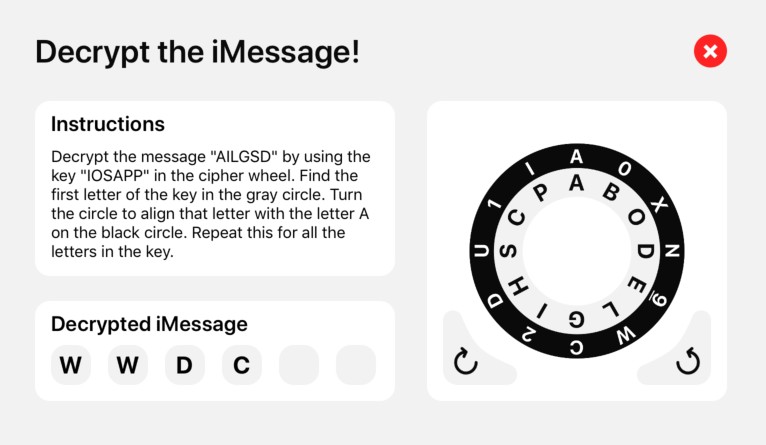 Decrypt the iMessage!
Instructions
Decrypt the message "AILGSD" by using the
key "IOSAPP" in the cipher wheel. Find the
first letter of the key in the gray circle. Turn
the circle to align that letter with the letter A
on the black circle. Repeat this for all the
letters in the key.
Decrypted iMessage
W W D C
A 0 X N 9 W C 2 D U 1 I
A B O D E L G I H S C P